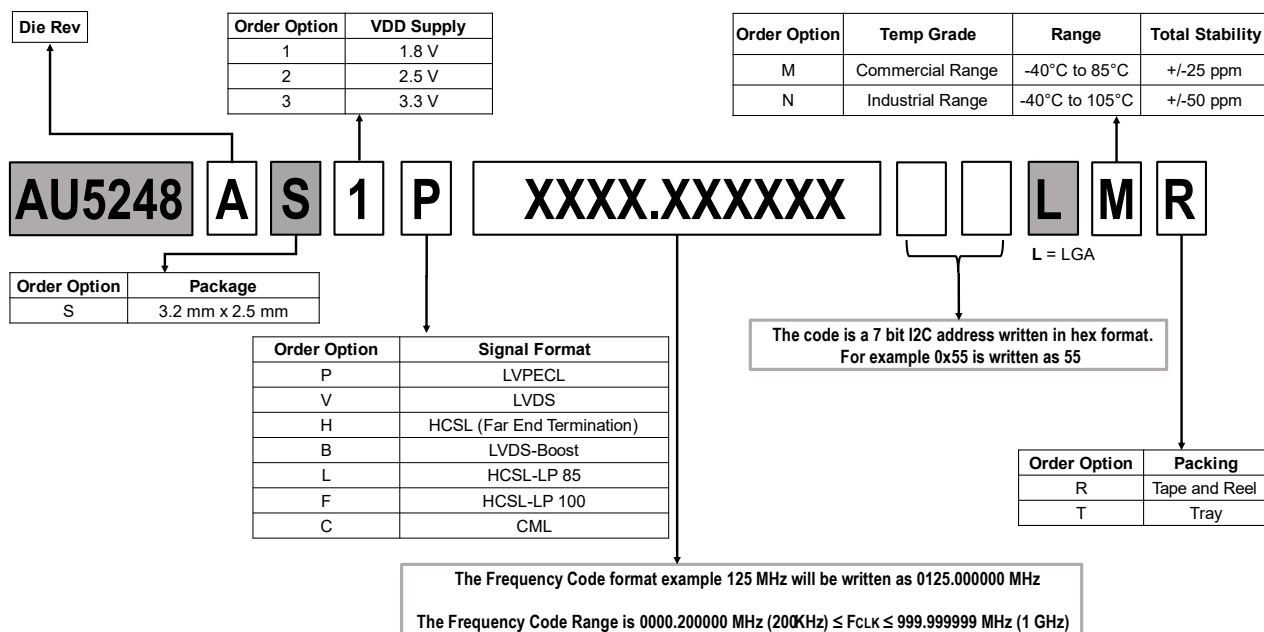 Die Rev
Order Option VDD Supply
1 1.8 V
2 2.5 V
3 3.3 V
Order Option Temp Grade Range Total Stability
M Commercial Range -40°C to 85°C +/-25 ppm
N Industrial Range -40°C to 105°C +/-50 ppm
AU5248 A S 1 P XXXX.XXXXXX L M R
L = LGA
Order Option Package
S 3.2 mm x 2.5 mm
The code is a 7 bit I2C address written in hex format.
For example 0x55 is written as 55
Order Option Signal Format
P LVPECL
V LVDS
H HCSL (Far End Termination)
B LVDS-Boost
L HCSL-LP 85
F HCSL-LP 100
C CML
Order Option Packing
R Tape and Reel
T Tray
The Frequency Code format example 125 MHz will be written as 0125.000000 MHz
The Frequency Code Range is 0000.200000 MHz (200KHz) ≤ FCLK ≤ 999.999999 MHz (1 GHz)